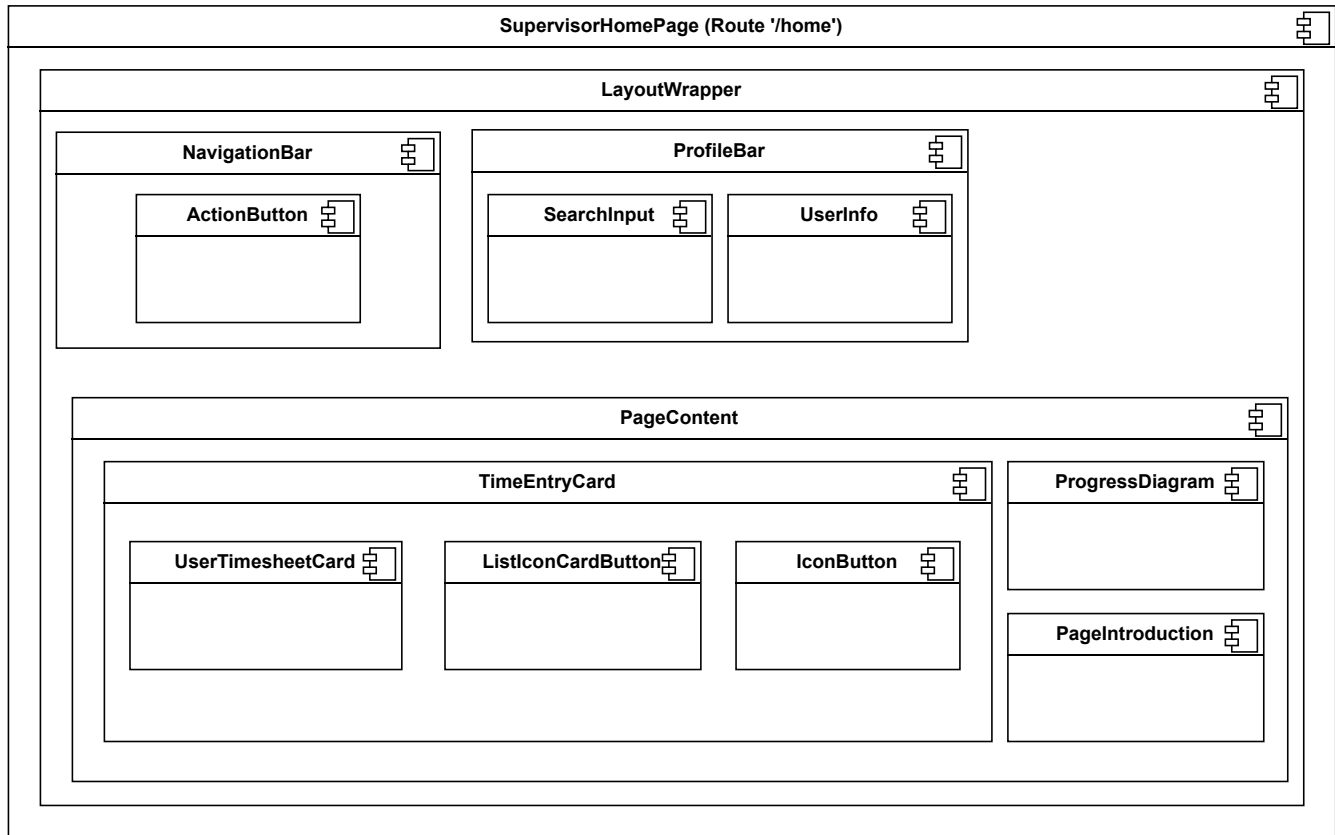 SupervisorHomePage (Route '/home')
LayoutWrapper
NavigationBar
ProfileBar
ActionButton
SearchInput
UserInfo
PageContent
TimeEntryCard
ProgressDiagram
UserTimesheetCard
ListIconCardButton
IconButton
PageIntroduction